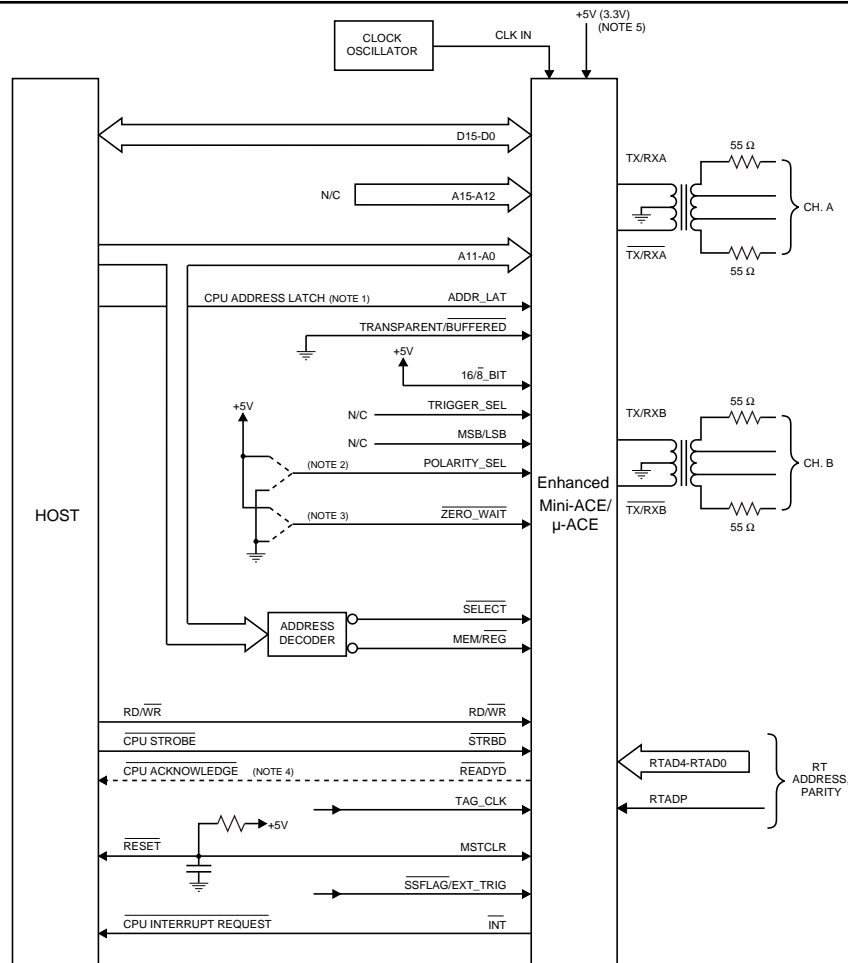 +5V (3.3V)
(NOTE 5)
CLOCK
OSCILLATOR
CLK IN
D15-D0
TX/RXA
55 Ω
N/C
A15-A12
CH. A
A11-A0
TX/RXA
55 Ω
CPU ADDRESS LATCH (NOTE 1)
ADDR_LAT
TRANSPARENT/BUFFERED
+5V
16/8_BIT
+5V
N/C
TRIGGER_SEL
TX/RXB
55 Ω
N/C
MSB/LSB
(NOTE 2)
POLARITY_SEL
CH. B
HOST
Enhanced
Mini-ACE/
µ-ACE
(NOTE 3)
ZERO_WAIT
TX/RXB
55 Ω
SELECT
ADDRESS
DECODER
MEM/REG
RD/WR
RD/WR
CPU STROBE
STRBD
CPU ACKNOWLEDGE (NOTE 4)
READYD
RTAD4-RTAD0
RT
ADDRESS,
PARITY
TAG_CLK
RTADP
+5V
RESET
MSTCLR
SSFLAG/EXT_TRIG
CPU INTERRUPT REQUEST
INT